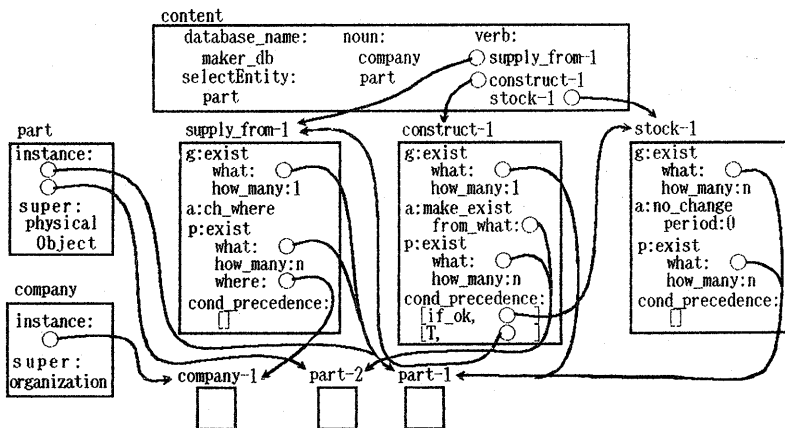 content
database_name:
maker_db
selectEntity:
part
noun:
company
part
verb:
supply_from-1
construct-1
stock-1
part
instance:
super:
physical
Object
company
instance:
super:
organization
supply_from-1
g:exist
what:
how_many:1
a:ch_where
p:exist
what:
how_many:n
where:
cond_precedence:
[]
construct-1
g:exist
what:
how_many:1
a:make_exist
from_what:
p:exist
what:
how_many:n
cond_precedence:
[if_ok, ]
[T, ]
stock-1
g:exist
what:
how_many:n
a:no_change
period:0
p:exist
what:
how_many:n
cond_precedence:
[]
company-1
part-2
part-1